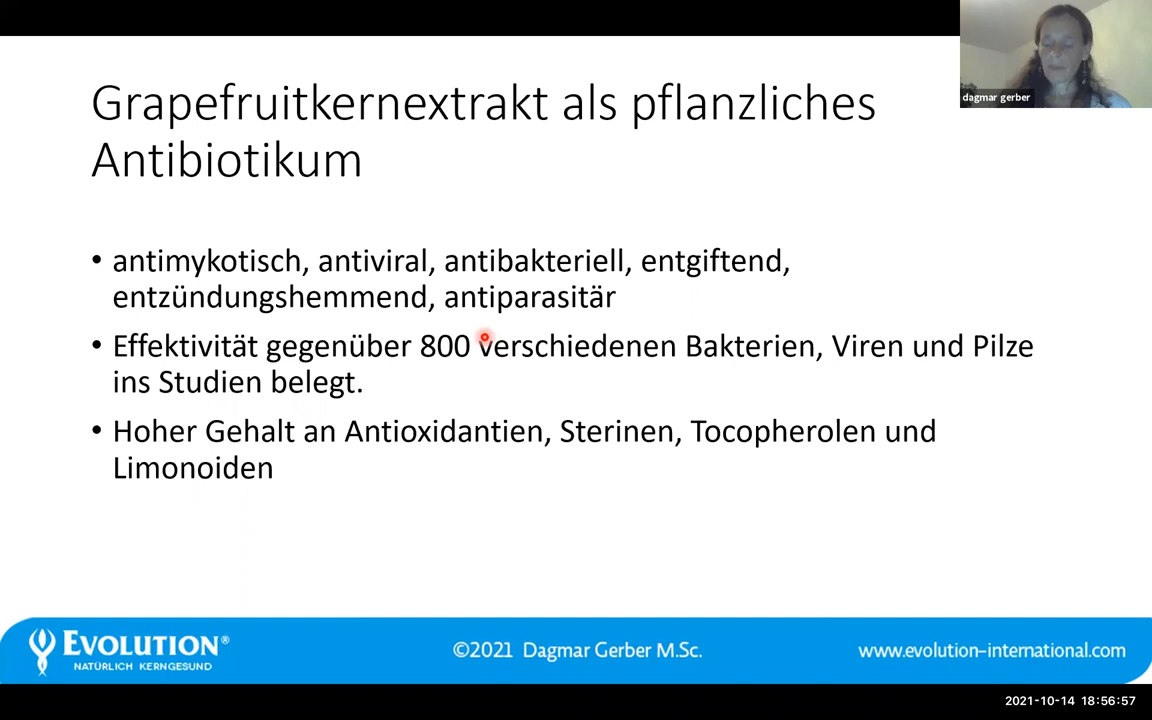 dagmar gerber
Grapefruitkernextrakt als pflanzliches
Antibiotikum
• antimykotisch, antiviral, antibakteriell, entgiftend,
entzündungshemmend, antiparasitär
• Effektivität gegenüber 800 verschiedenen Bakterien, Viren und Pilze
ins Studien belegt.
• Hoher Gehalt an Antioxidantien, Sterinen, Tocopherolen und
Limonoiden
EVOLUTION®
NATÜRLICH KERNGESUND
©2021 Dagmar Gerber M.Sc.
www.evolution-international.com
2021-10-14 18:56:57